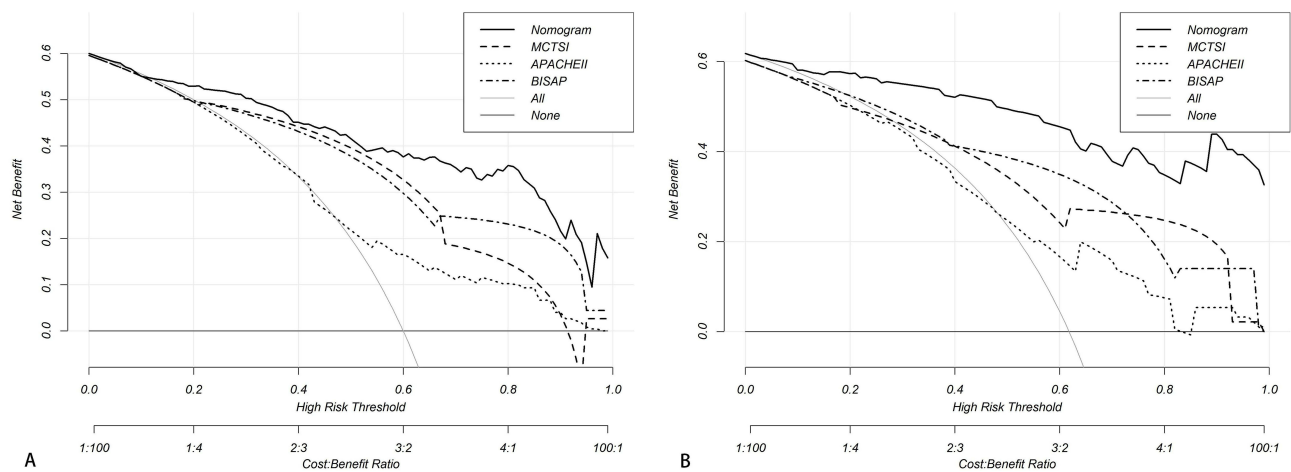 Nomogram
MCTSI
APACHEII
BISAP
All
None
Net Benefit
0.6
0.5
0.4
0.3
0.2
0.1
0.0
0.0 0.2 0.4 0.6 0.8 1.0
High Risk Threshold
1:100 1:4 2:3 3:2 4:1 100:1
Cost:Benefit Ratio
A
Nomogram
MCTSI
APACHEII
BISAP
All
None
Net Benefit
0.6
0.4
0.2
0.0
0.0 0.2 0.4 0.6 0.8 1.0
High Risk Threshold
1:100 1:4 2:3 3:2 4:1 100:1
Cost:Benefit Ratio
B